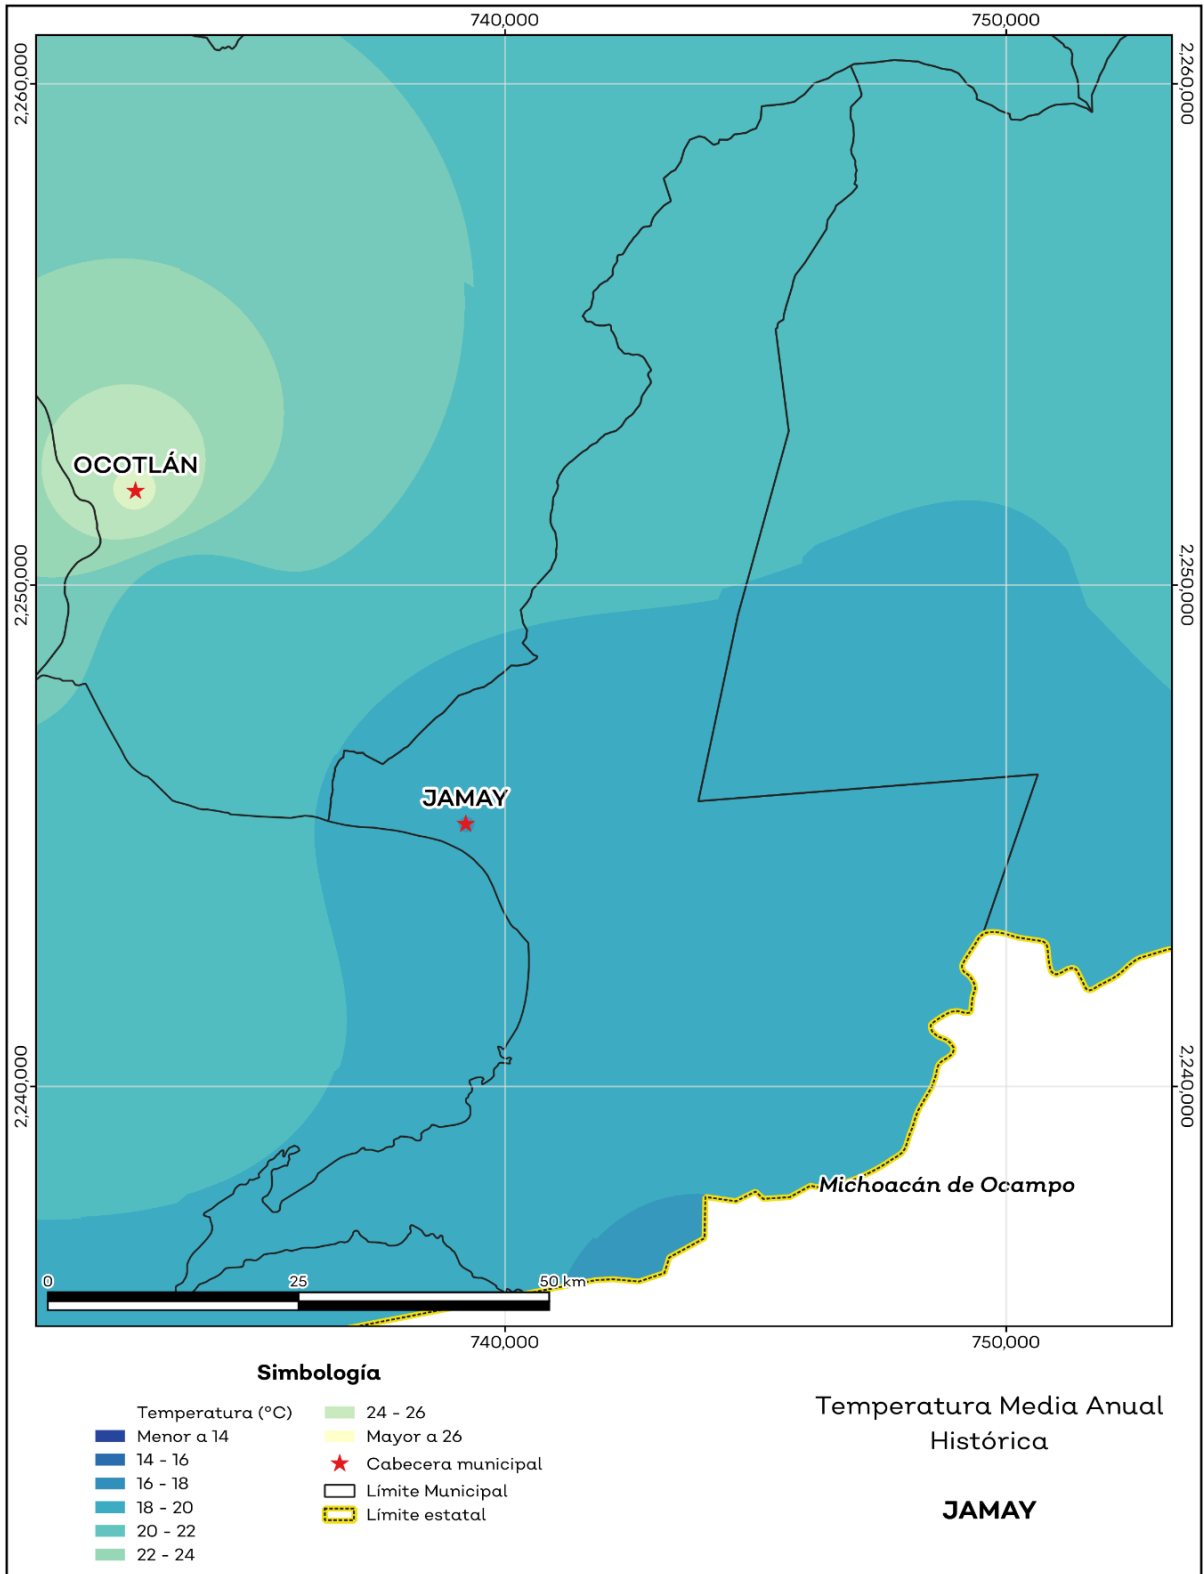 740,000
750,000
2,260,000
2,260,000
OCOTLÁN
2,250,000
2,250,000
JAMAY
2,240,000
2,240,000
Michoacán de Ocampo
0
25
50 km
740,000
750,000
Simbología
Temperatura (°C)
Menor a 14
14 - 16
16 - 18
18 - 20
20 - 22
22 - 24
24 - 26
Mayor a 26
Cabecera municipal
Límite Municipal
Límite estatal
Temperatura Media Anual
Histórica
JAMAY